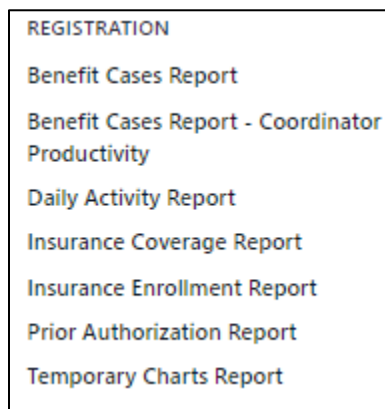 REGISTRATION
Benefit Cases Report
Benefit Cases Report - Coordinator
Productivity
Daily Activity Report
Insurance Coverage Report
Insurance Enrollment Report
Prior Authorization Report
Temporary Charts Report